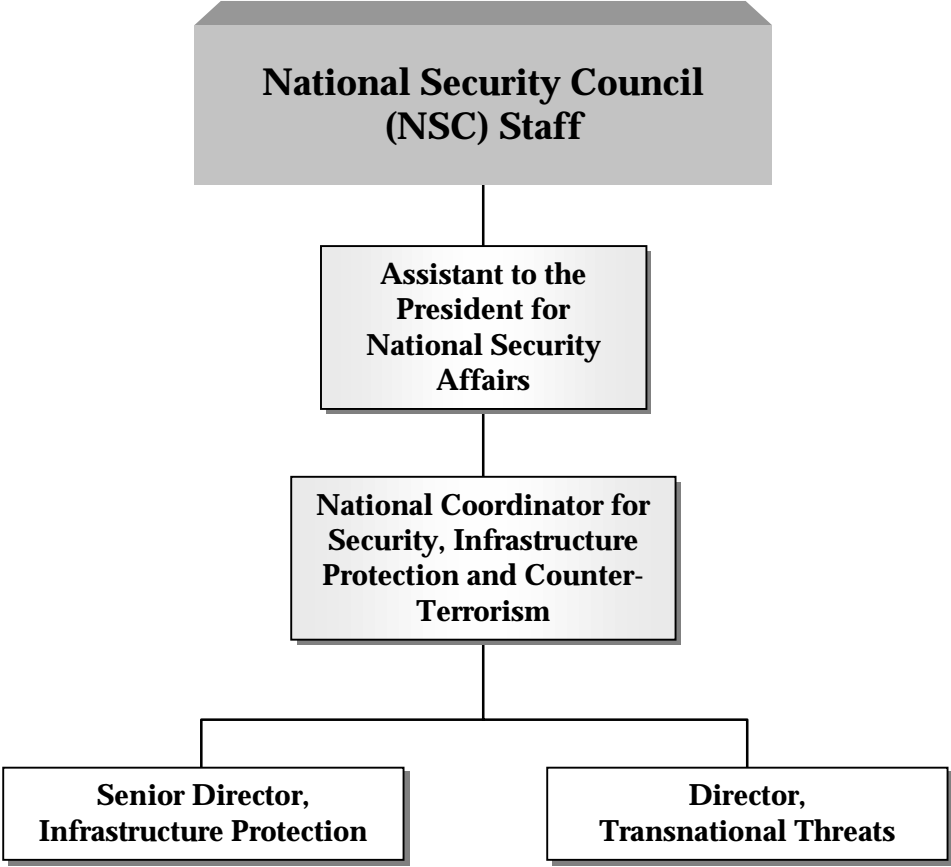 National Security Council
(NSC) Staff
Assistant to the
President for
National Security
Affairs
National Coordinator for
Security, Infrastructure
Protection and Counter-
Terrorism
Senior Director,
Infrastructure Protection
Director,
Transnational Threats